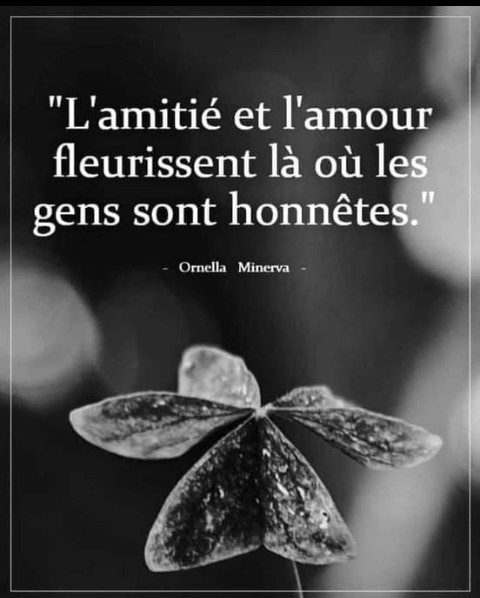 "L'amitié et l'amour
fleurissent là où les
gens sont honnêtes."
- Ornella Minerva -